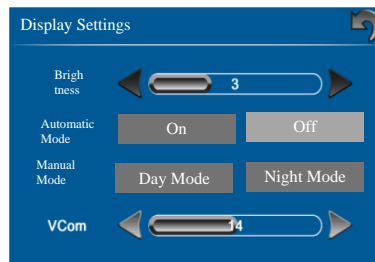 Display Settings
Brigh
tness
3
Automatic
Mode
On
Off
Manual
Mode
Day Mode
Night Mode
VCom
14